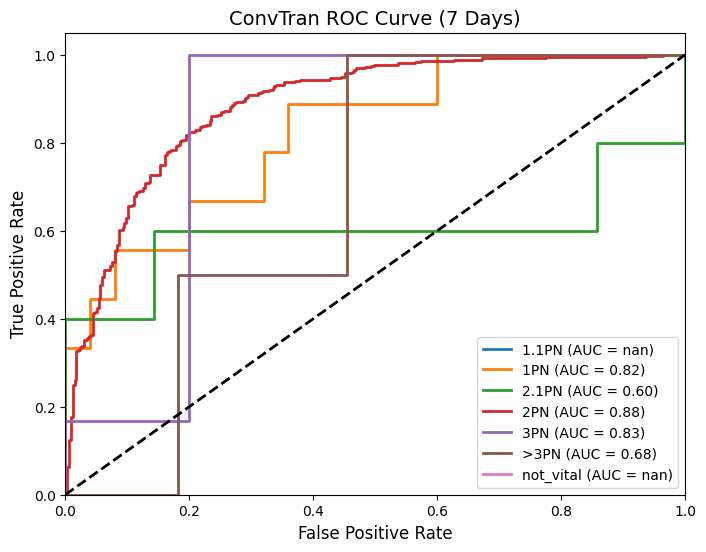 ConvTran ROC Curve (7 Days)
True Positive Rate
1.0
0.8
0.6
0.4
0.2
0.0
1.1PN (AUC = nan)
1PN (AUC = 0.82)
2.1PN (AUC = 0.60)
2PN (AUC = 0.88)
3PN (AUC = 0.83)
>3PN (AUC = 0.68)
not_vital (AUC = nan)
0.0 0.2 0.4 0.6 0.8 1.0
False Positive Rate